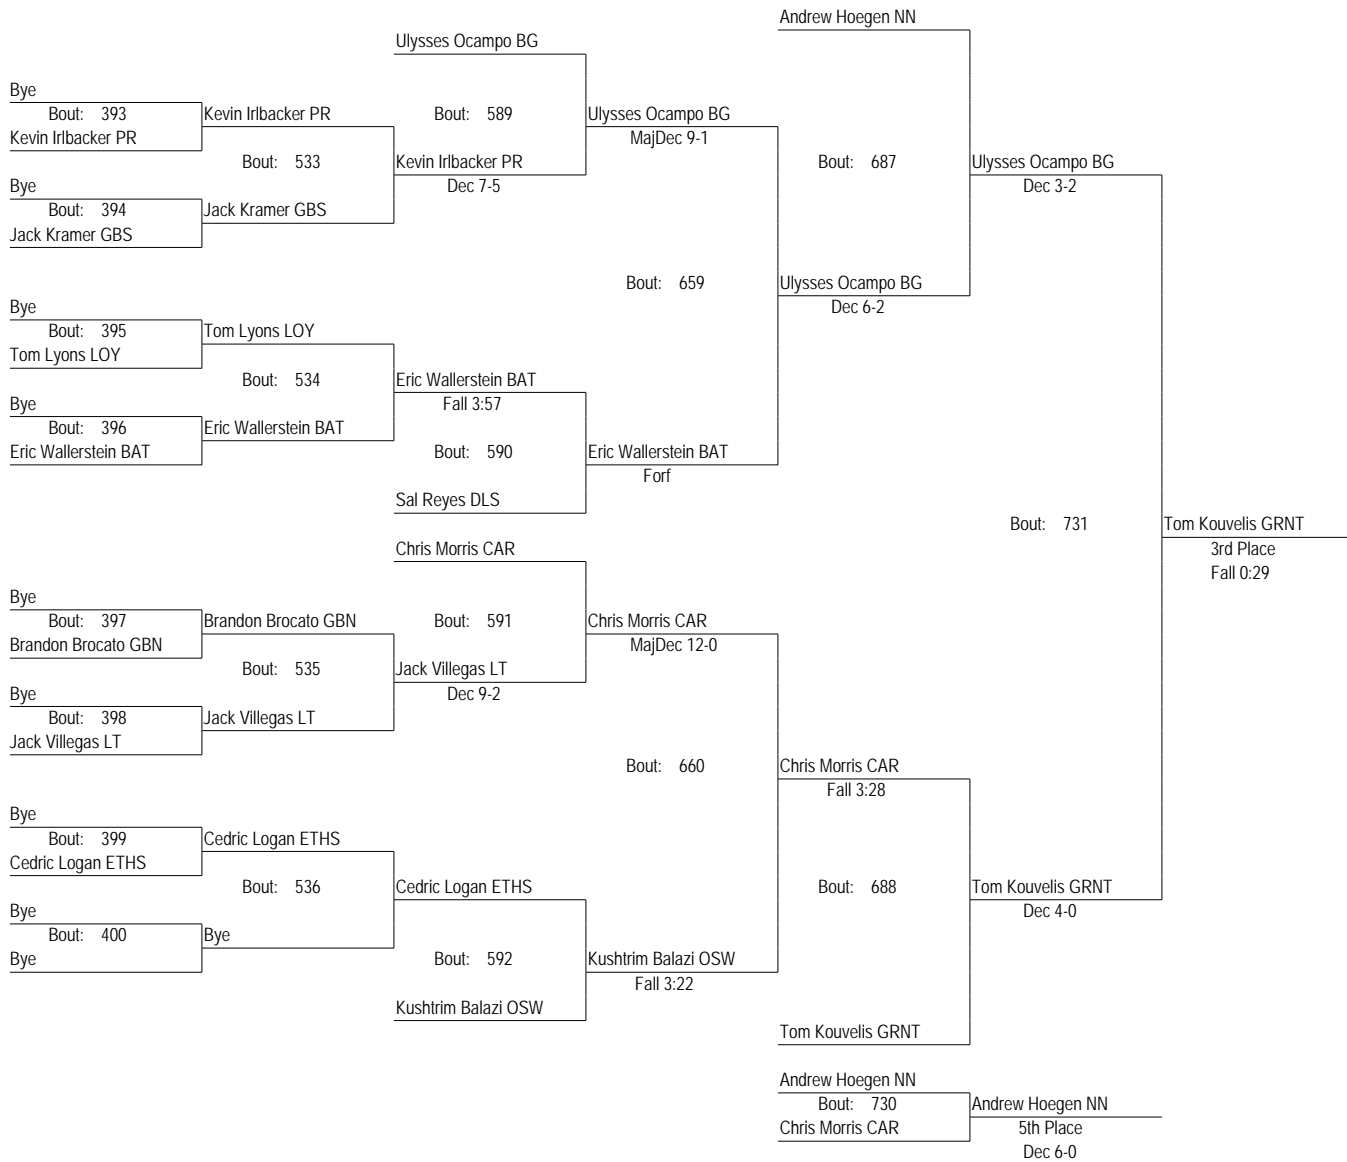 Andrew Hoegen NN
Ulysses Ocampo BG
Bye
Bout: 393
Kevin Irlbacker PR
Kevin Irlbacker PR
Bout: 589
Ulysses Ocampo BG
MajDec 9-1
Bout: 533
Kevin Irlbacker PR
Dec 7-5
Bout: 687
Ulysses Ocampo BG
Dec 3-2
Bye
Bout: 394
Jack Kramer GBS
Jack Kramer GBS
Bout: 659
Ulysses Ocampo BG
Dec 6-2
Bye
Bout: 395
Tom Lyons LOY
Tom Lyons LOY
Bout: 534
Eric Wallerstein BAT
Fall 3:57
Bye
Bout: 396
Eric Wallerstein BAT
Eric Wallerstein BAT
Bout: 590
Eric Wallerstein BAT
Forf
Sal Reyes DLS
Bout: 731
Tom Kouvelis GRNT
3rd Place
Fall 0:29
Chris Morris CAR
Bye
Bout: 397
Brandon Brocato GBN
Brandon Brocato GBN
Bout: 591
Chris Morris CAR
MajDec 12-0
Bout: 535
Jack Villegas LT
Dec 9-2
Bye
Bout: 398
Jack Villegas LT
Jack Villegas LT
Bout: 660
Chris Morris CAR
Fall 3:28
Bye
Bout: 399
Cedric Logan ETHS
Cedric Logan ETHS
Bout: 536
Cedric Logan ETHS
Bout: 688
Tom Kouvelis GRNT
Dec 4-0
Bye
Bout: 400
Bye
Bye
Bout: 592
Kushtrim Balazi OSW
Fall 3:22
Kushtrim Balazi OSW
Tom Kouvelis GRNT
Andrew Hoegen NN
Bout: 730
Chris Morris CAR
Andrew Hoegen NN
5th Place
Dec 6-0